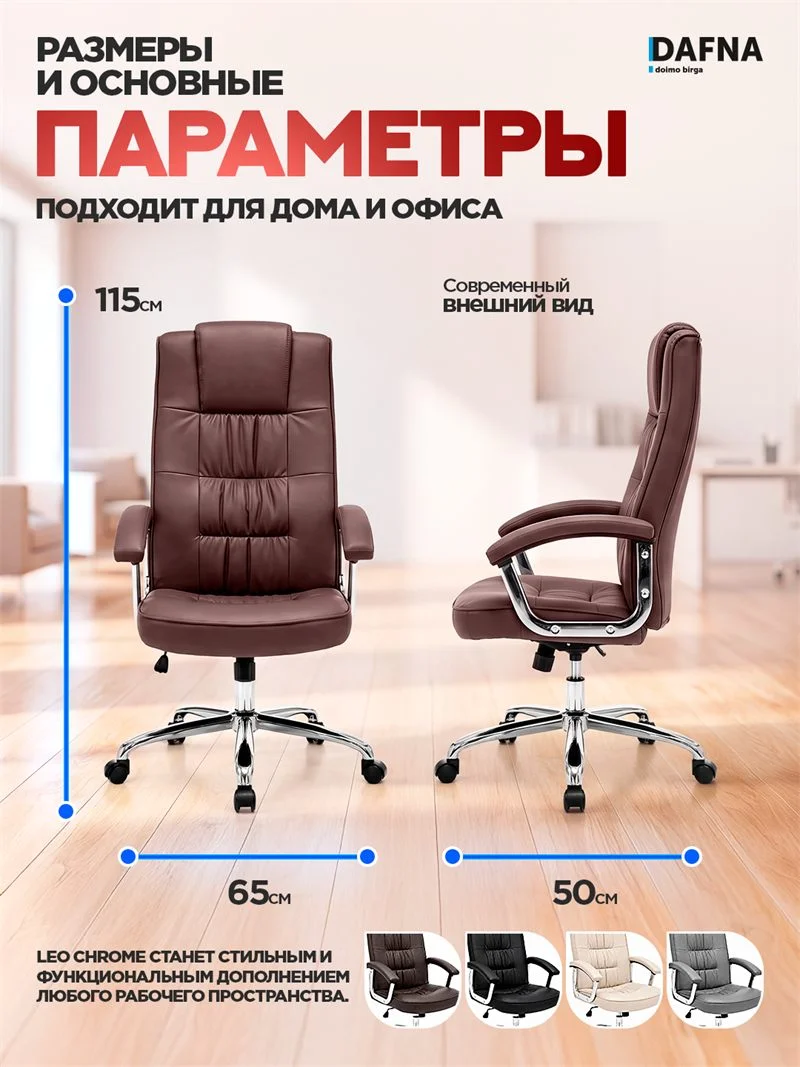 РАЗМЕРЫ
И ОСНОВНЫЕ
ПАРАМЕТРЫ
ПОДХОДИТ ДЛЯ ДОМА И ОФИСА
DAFNA
doimo birga
115СМ
Современный
ВНЕШНИЙ ВИД
65СМ
50СМ
LEO CHROME СТАНЕТ СТИЛЬНЫМ И
ФУНКЦИОНАЛЬНЫМ ДОПОЛНЕНИЕМ
ЛЮБОГО РАБОЧЕГО ПРОСТРАНСТВА.